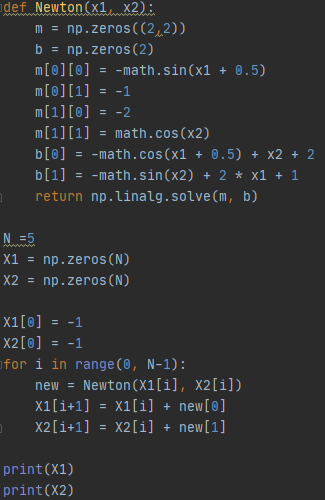 def Newton(x1, x2):
    m = np.zeros((2,2))
    b = np.zeros(2)
    m[0][0] = -math.sin(x1 + 0.5)
    m[0][1] = -1
    m[1][0] = -2
    m[1][1] = math.cos(x2)
    b[0] = -math.cos(x1 + 0.5) + x2 + 2
    b[1] = -math.sin(x2) + 2 * x1 + 1
    return np.linalg.solve(m, b)
N =5
X1 = np.zeros(N)
X2 = np.zeros(N)
X1[0] = -1
X2[0] = -1
for i in range(0, N-1):
    new = Newton(X1[i], X2[i])
    X1[i+1] = X1[i] + new[0]
    X2[i+1] = X2[i] + new[1]
print(X1)
print(X2)